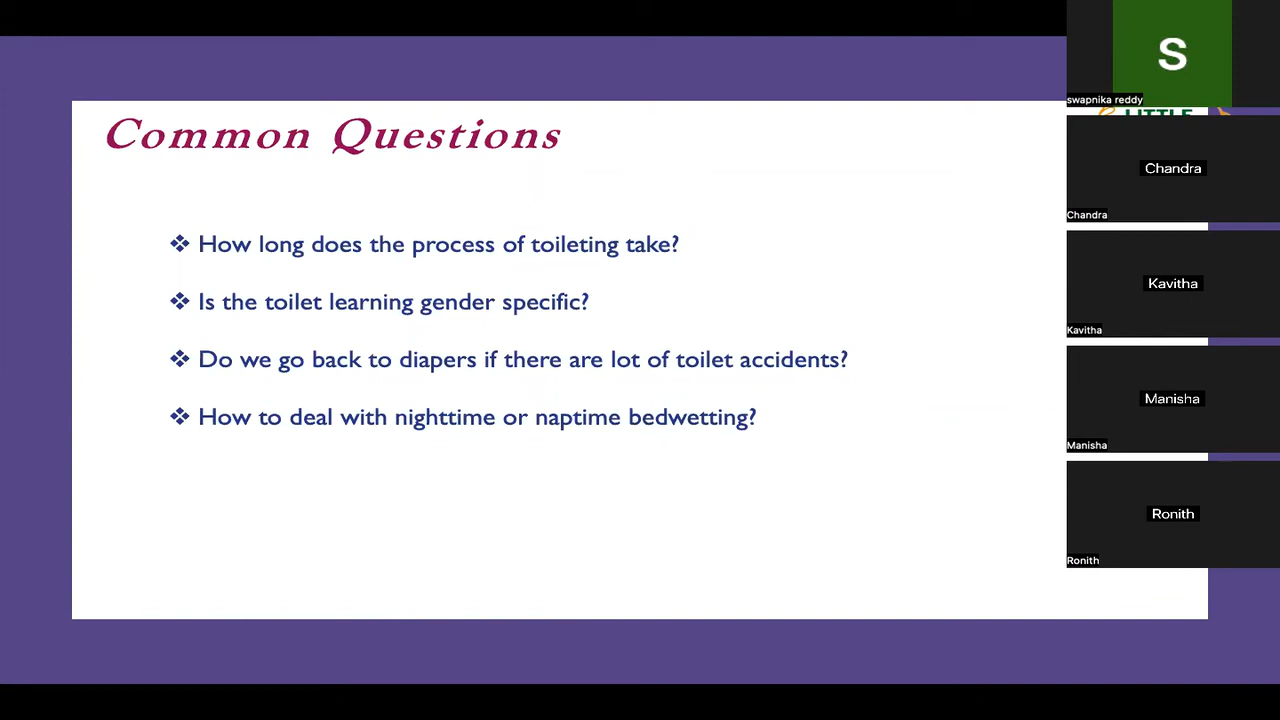 Common Questions
❖ How long does the process of toileting take?
❖ Is the toilet learning gender specific?
❖ Do we go back to diapers if there are lot of toilet accidents?
❖ How to deal with nighttime or naptime bedwetting?
S
swapnika reddy
LITTLE
Chandra
Chandra
Kavitha
Kavitha
Manisha
Manisha
Ronith
Ronith